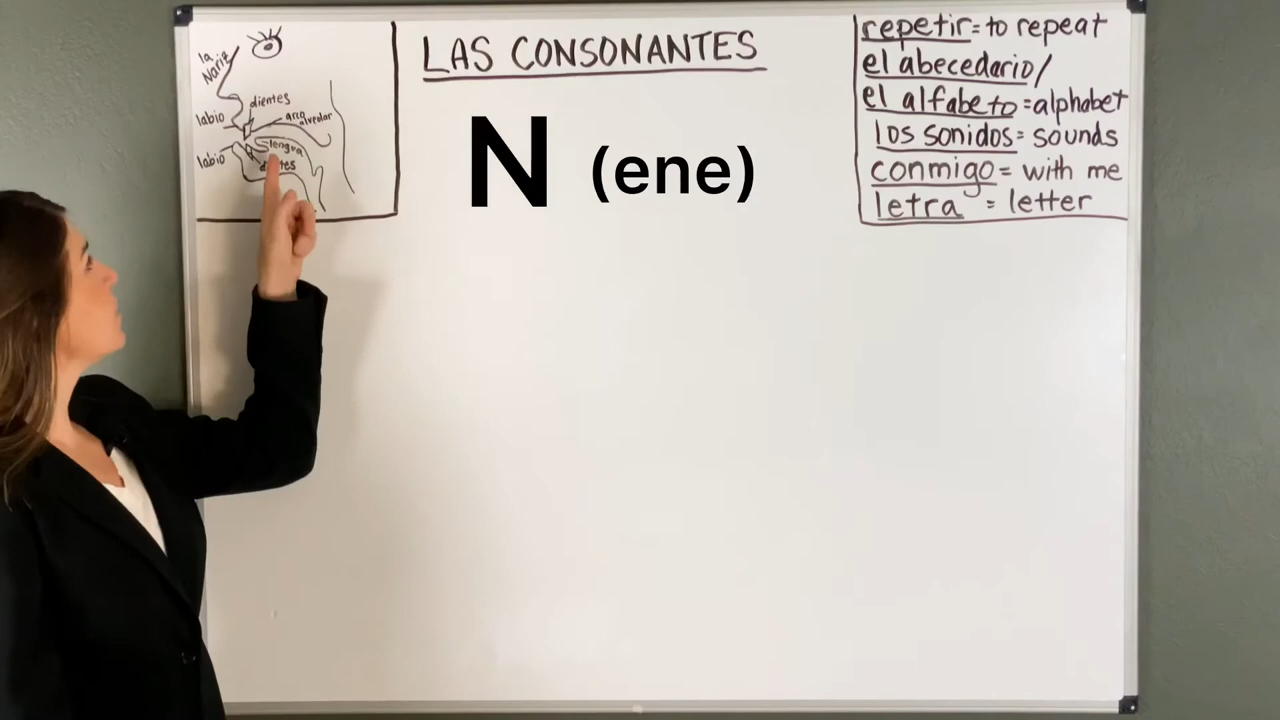 la
Nariz
dientes
labio
arco
alveolar
labio
lengua
LAS CONSONANTES
N (ene)
repetir = to repeat
el abecedario/
el alfabeto = alphabet
los sonidos = sounds
conmigo = with me
letra = letter